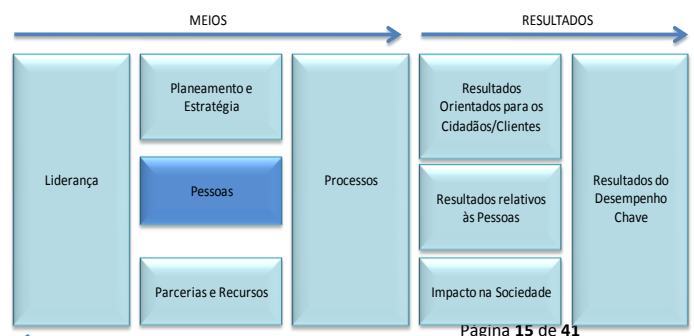 MEIOS
RESULTADOS
Liderança
Planeamento e
Estratégia
Pessoas
Parcerias e Recursos
Processos
Resultados
Orientados para os
Cidadãos/Clientes
Resultados relativos
às Pessoas
Impacto na Sociedade
Resultados do
Desempenho
Chave
Página 15 de 41